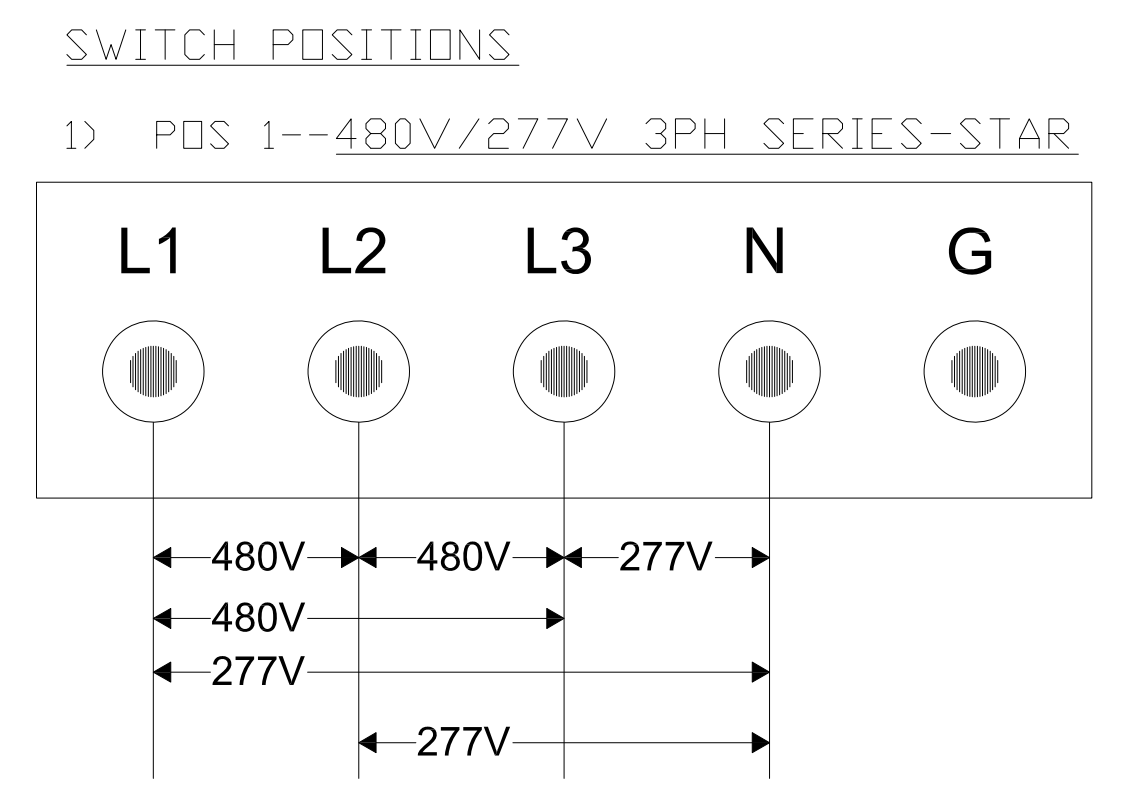 SWITCH POSITIONS
1) POS 1--480V/277V 3PH SERIES-STAR
L1 L2 L3 N G
480V 480V 277V
480V
277V
277V